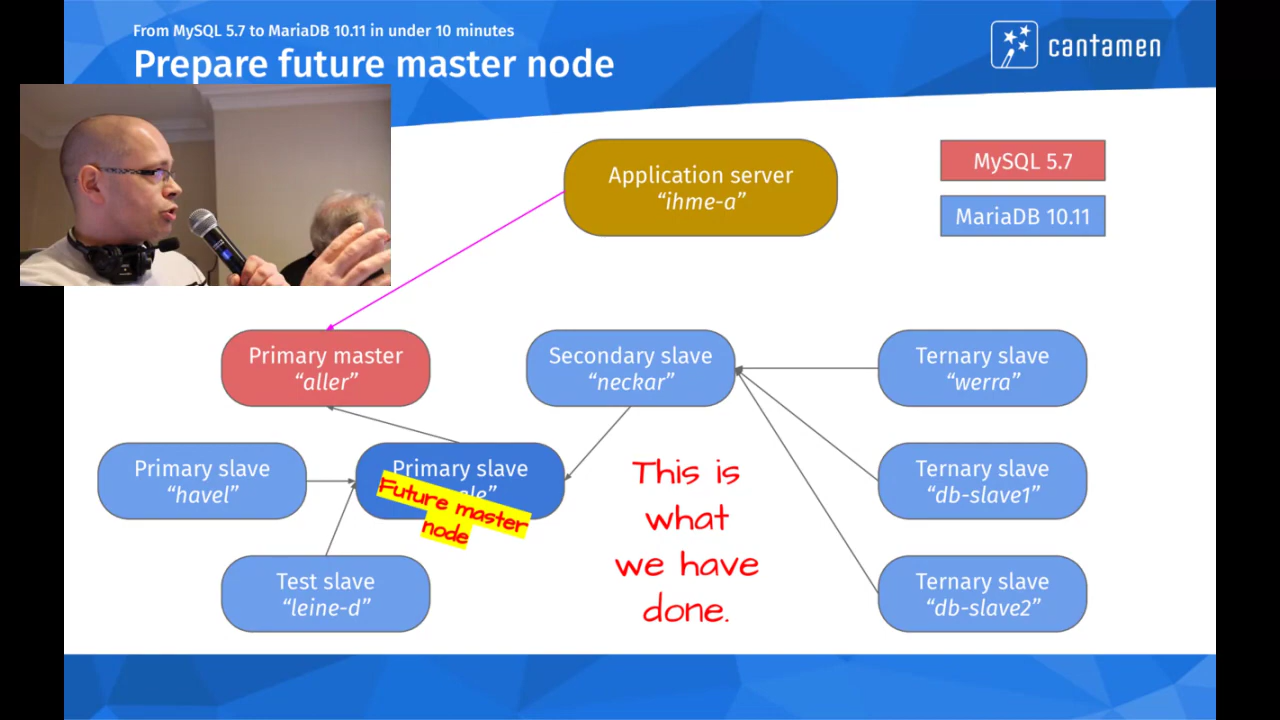 From MySQL 5.7 to MariaDB 10.11 in under 10 minutes
Prepare future master node
cantamen
Application server
“ihme-a”
MySQL 5.7
MariaDB 10.11
Primary master
“aller”
Secondary slave
“neckar”
Ternary slave
“werra”
Primary slave
“havel”
Primary slave
Future master
node
This is
what
we have
done.
Ternary slave
“db-slave1”
Test slave
“leine-d”
Ternary slave
“db-slave2”